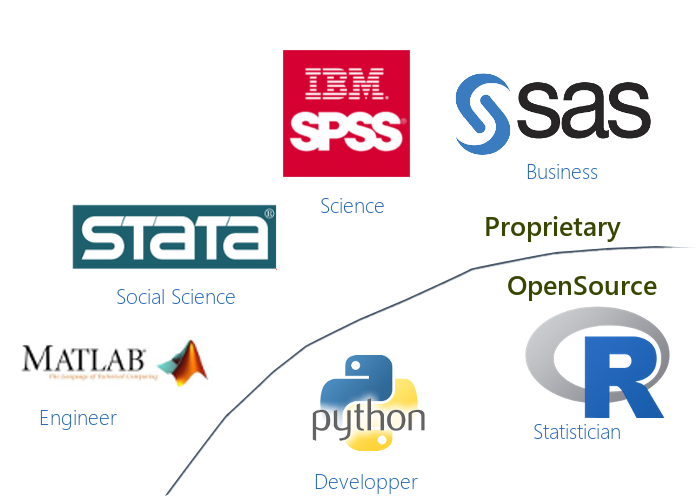 IBM.
SPSS®
Science
sas
Business
STATA®
Social Science
Proprietary
OpenSource
MATLAB®
The Language of Technical Computing
Engineer
python
Developper
R
Statistician